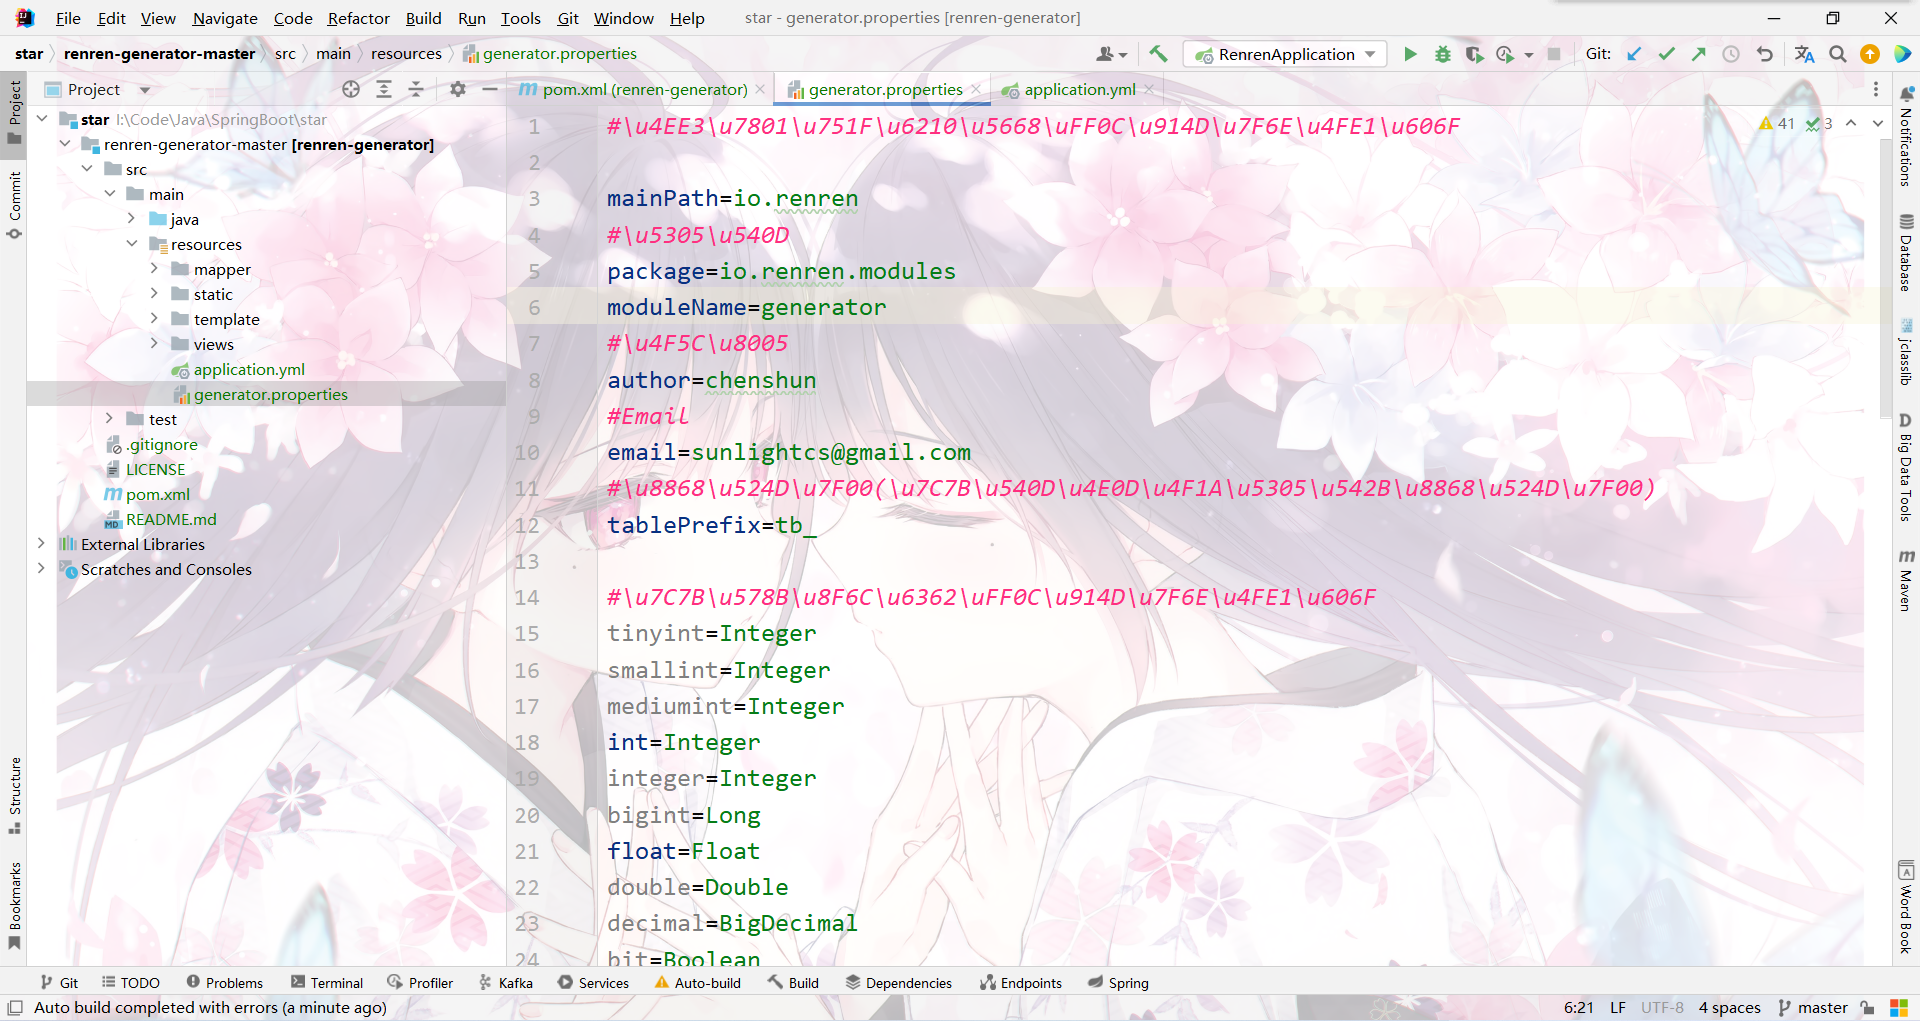 File Edit View Navigate Code Refactor Build Run Tools Git Window Help star - generator.properties [renren-generator]
star renren-generator-master src main resources generator.properties RenrenApplication Git:
Project
pom.xml (renren-generator) generator.properties application.yml
star I:\Code\Java\SpringBoot\star
renren-generator-master [renren-generator]
src
main
java
resources
mapper
static
template
views
application.yml
generator.properties
test
.gitignore
LICENSE
pom.xml
README.md
External Libraries
Scratches and Consoles
Project
Commit
Structure
Bookmarks
41 3
1 #\u4EE3\u7801\u751F\u6210\u5668\uFF0C\u914D\u7F6E\u4FE1\u606F
2
3 mainPath=io.renren
4 #\u5305\u540D
5 package=io.renren.modules
6 moduleName=generator
7 #\u4F5C\u8005
8 author=chenshun
9 #Email
10 email=sunlightcs@gmail.com
11 #\u8868\u524D\u7F00(\u7C7B\u540D\u4E0D\u4F1A\u5305\u542B\u8868\u524D\u7F00)
12 tablePrefix=tb_
13
14 #\u7C7B\u578B\u8F6C\u6362\uFF0C\u914D\u7F6E\u4FE1\u606F
15 tinyint=Integer
16 smallint=Integer
17 mediumint=Integer
18 int=Integer
19 integer=Integer
20 bigint=Long
21 float=Float
22 double=Double
23 decimal=BigDecimal
24 bit=Boolean
Notifications
Database
jclasslib
D Big Data Tools
m Maven
Word Book
Git TODO Problems Terminal Profiler Kafka Services Auto-build Build Dependencies Endpoints Spring
Auto build completed with errors (a minute ago) 6:21 LF UTF-8 4 spaces master